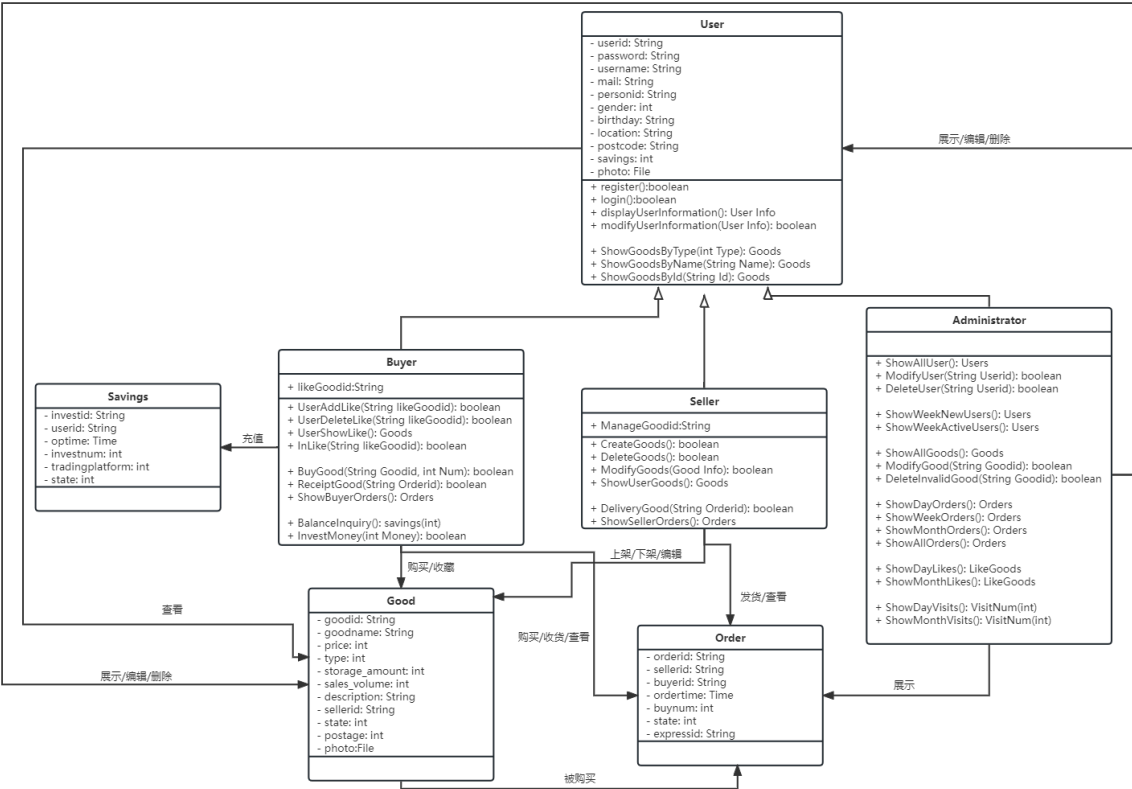 User
- userid: String
- password: String
- username: String
- mail: String
- personid: String
- gender: int
- birthday: String
- location: String
- postcode: String
- savings: int
- photo: File
+ register():boolean
+ login():boolean
+ displayUserInformation(): User Info
+ modifyUserInformation(User Info): boolean
+ ShowGoodsByType(int Type): Goods
+ ShowGoodsByName(String Name): Goods
+ ShowGoodsById(String Id): Goods
展示/编辑/删除
Administrator
+ ShowAllUser(): Users
+ ModifyUser(String Userid): boolean
+ DeleteUser(String Userid): boolean
+ ShowWeekNewUsers(): Users
+ ShowWeekActiveUsers(): Users
+ ShowAllGoods(): Goods
+ ModifyGood(String Goodid): boolean
+ DeleteInvalidGood(String Goodid): boolean
+ ShowDayOrders(): Orders
+ ShowWeekOrders(): Orders
+ ShowMonthOrders(): Orders
+ ShowAllOrders(): Orders
+ ShowDayLikes(): LikeGoods
+ ShowMonthLikes(): LikeGoods
+ ShowDayVisits(): VisitNum(int)
+ ShowMonthVisits(): VisitNum(int)
Buyer
+ likeGoodid:String
+ UserAddLike(String likeGoodid): boolean
+ UserDeleteLike(String likeGoodid): boolean
+ UserShowLike(): Goods
+ InLike(String likeGoodid): boolean
+ BuyGood(String Goodid, int Num): boolean
+ ReceiptGood(String Orderid): boolean
+ ShowBuyerOrders(): Orders
+ BalanceInquiry(): savings(int)
+ InvestMoney(int Money): boolean
Seller
+ ManageGoodid:String
+ CreateGoods(): boolean
+ DeleteGoods(): boolean
+ ModifyGoods(Good Info): boolean
+ ShowUserGoods(): Goods
+ DeliveryGood(String Orderid): boolean
+ ShowSellerOrders(): Orders
Savings
- investid: String
- userid: String
- optime: Time
- investnum: int
- tradingplatform: int
- state: int
充值
购买/收藏
上架/下架/编辑
发货/查看
查看
购买/收货/查看
展示/编辑/删除
展示
Good
- goodid: String
- goodname: String
- price: int
- type: int
- storage_amount: int
- sales_volume: int
- description: String
- sellerid: String
- state: int
- postage: int
- photo:File
Order
- orderid: String
- sellerid: String
- buyerid: String
- ordertime: Time
- buynum: int
- state: int
- expressid: String
被购买